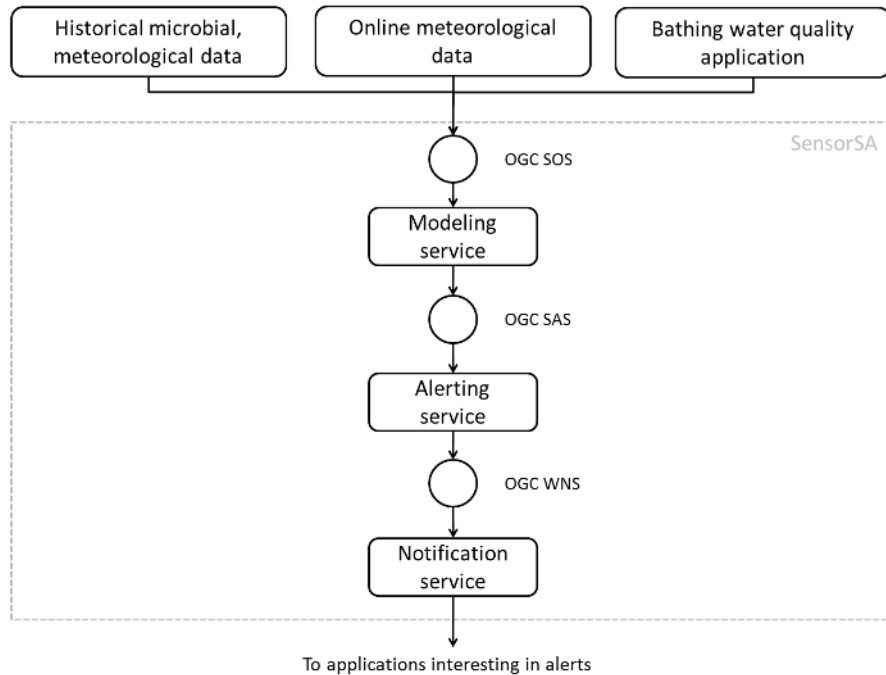 Historical microbial,
meteorological data
Online meteorological
data
Bathing water quality
application
SensorSA
OGC SOS
Modeling
service
OGC SAS
Alerting
service
OGC WNS
Notification
service
To applications interesting in alerts